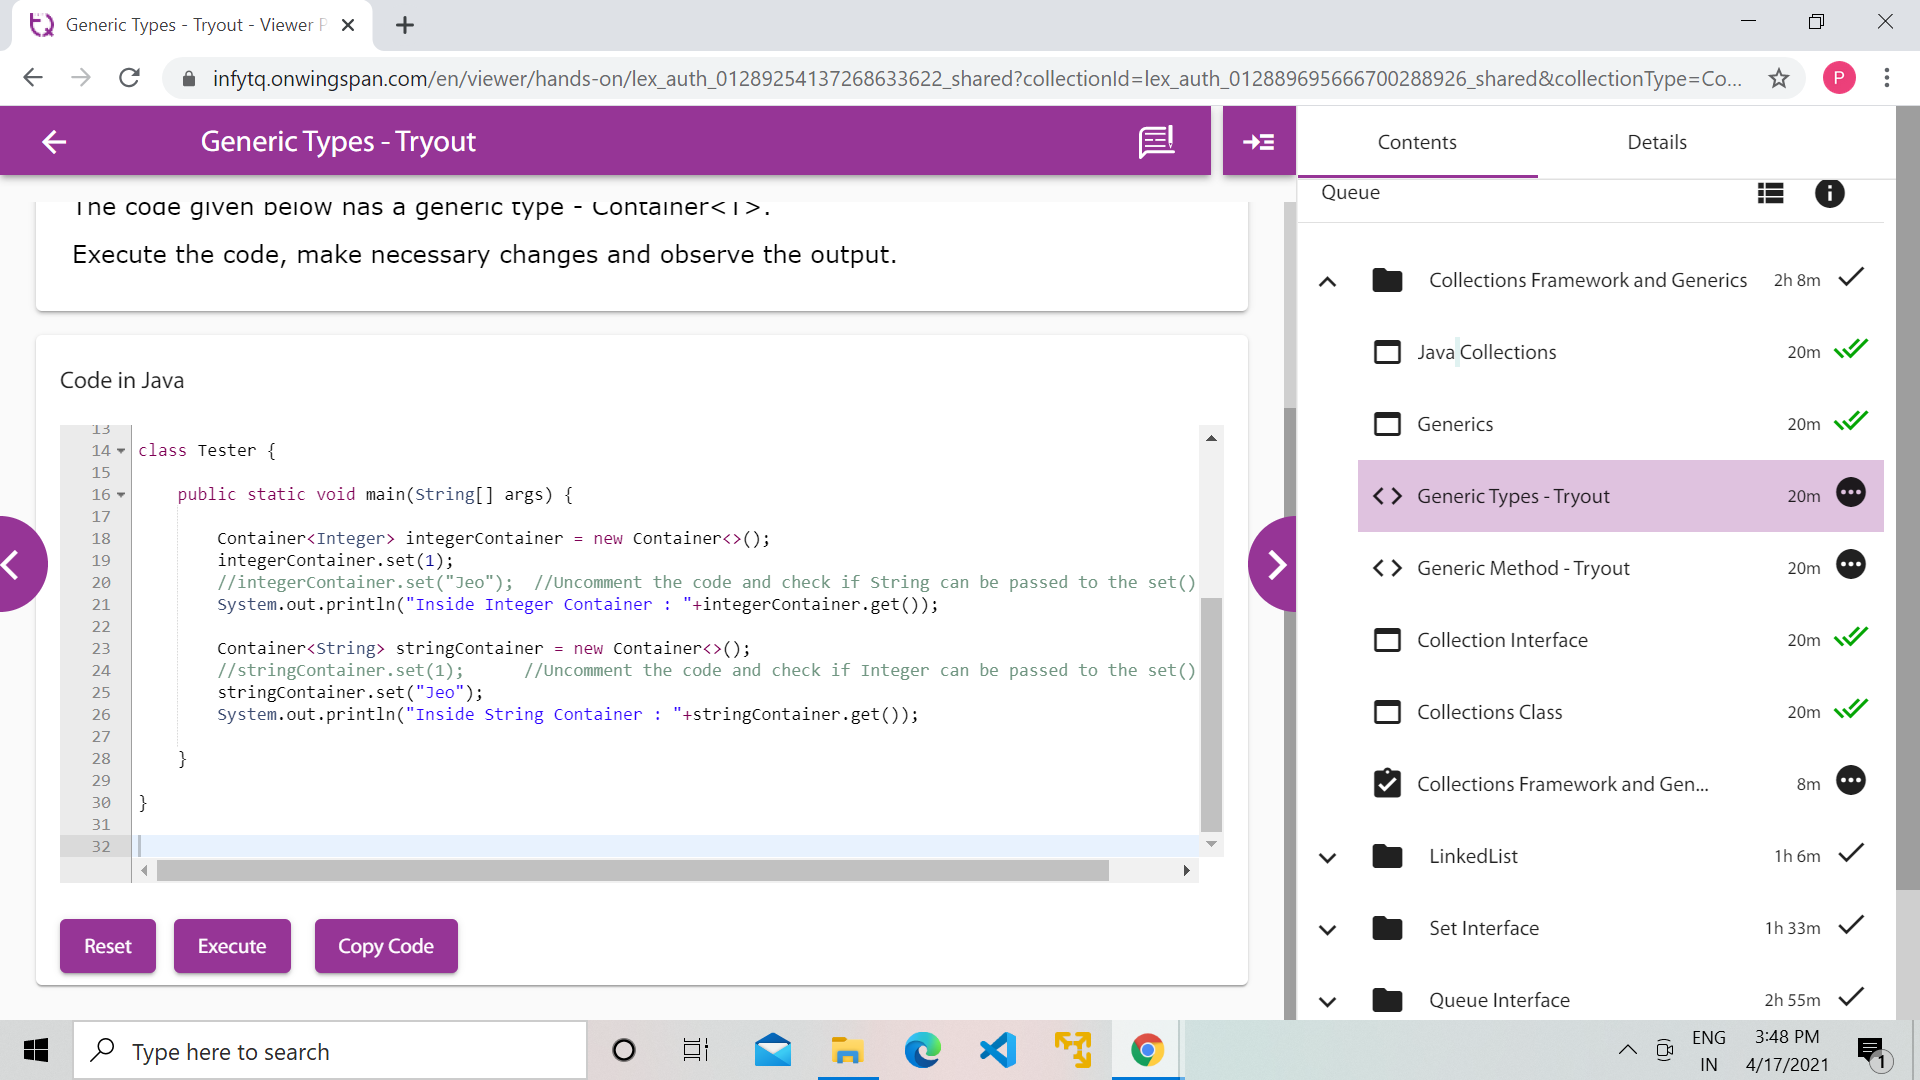 Generic Types - Tryout - Viewer P
infytq.onwingspan.com/en/viewer/hands-on/lex_auth_01289254137268633622_shared?collectionId=lex_auth_012889695666700288926_shared&collectionType=Co...
P
Generic Types - Tryout
The code given below has a generic type - Container<T>.
Execute the code, make necessary changes and observe the output.
Code in Java
13
14 class Tester {
15
16 public static void main(String[] args) {
17
18 Container<Integer> integerContainer = new Container<>();
19 integerContainer.set(1);
20 //integerContainer.set("Jeo"); //Uncomment the code and check if String can be passed to the set()
21 System.out.println("Inside Integer Container : "+integerContainer.get());
22
23 Container<String> stringContainer = new Container<>();
24 //stringContainer.set(1); //Uncomment the code and check if Integer can be passed to the set()
25 stringContainer.set("Jeo");
26 System.out.println("Inside String Container : "+stringContainer.get());
27
28 }
29
30 }
31
32
Reset Execute Copy Code
Contents Details
Queue
Collections Framework and Generics 2h 8m
Java Collections 20m
Generics 20m
Generic Types - Tryout 20m
Generic Method - Tryout 20m
Collection Interface 20m
Collections Class 20m
Collections Framework and Gen... 8m
LinkedList 1h 6m
Set Interface 1h 33m
Queue Interface 2h 55m
Type here to search
ENG
IN
3:48 PM
4/17/2021
1